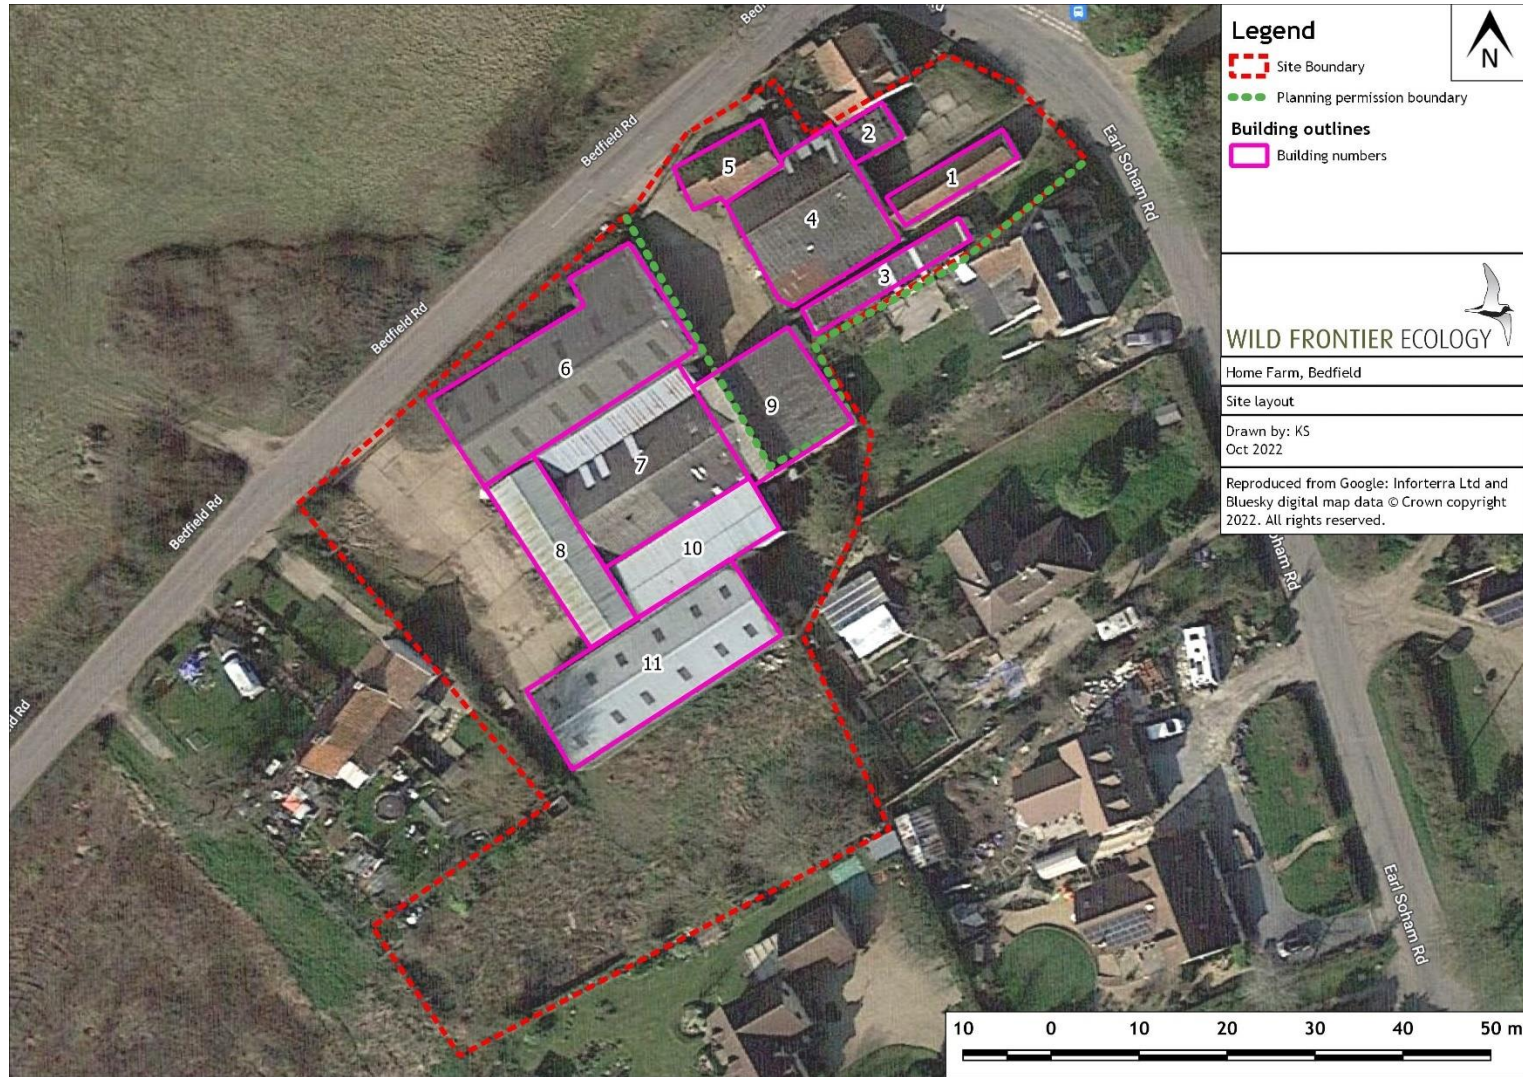 Legend
Site Boundary
Planning permission boundary
Building outlines
Building numbers
N
WILD FRONTIER ECOLOGY
Home Farm, Bedfield
Site layout
Drawn by: KS
Oct 2022
Reproduced from Google: Inforterra Ltd and
Bluesky digital map data © Crown copyright
2022. All rights reserved.
Bedfield Rd
Bedfield Rd
Bedfield Rd
Earl Soham Rd
Earl Soham Rd
1
2
3
4
5
6
7
8
9
10
11
10 0 10 20 30 40 50 m